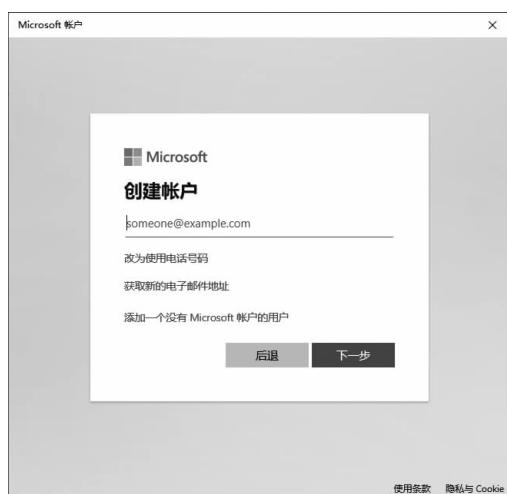 Microsoft 帐户
Microsoft
创建帐户
someone@example.com
改为使用电话号码
获取新的电子邮件地址
添加一个没有 Microsoft 帐户的用户
后退 下一步
使用条款 隐私与 Cookie